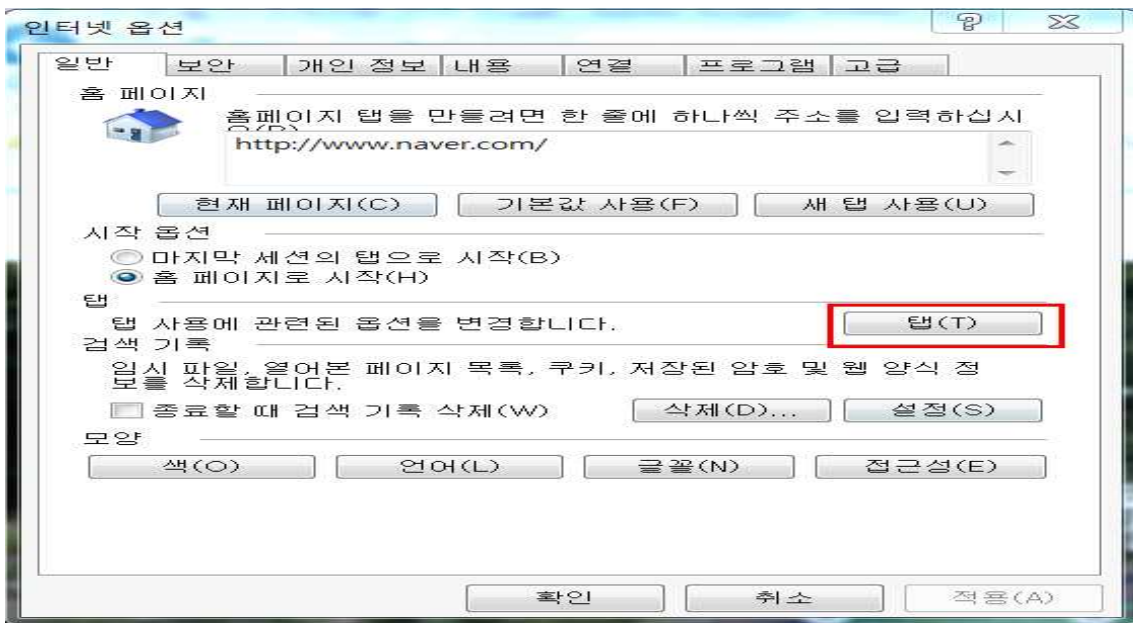 인터넷 옵션
일반 보안 개인 정보 내용 연결 프로그램 고급
홈 페이지
홈페이지 탭을 만들려면 한 줄에 하나씩 주소를 입력하십시
오(R).
http://www.naver.com/
현재 페이지(C) 기본값 사용(F) 새 탭 사용(U)
시작 옵션
마지막 세션의 탭으로 시작(B)
홈 페이지로 시작(H)
탭
탭 사용에 관련된 옵션을 변경합니다. 탭(T)
검색 기록
임시 파일, 열어본 페이지 목록, 쿠키, 저장된 암호 및 웹 양식 정
보를 삭제합니다.
종료할 때 검색 기록 삭제(W) 삭제(D)... 설정(S)
모양
색(O) 언어(L) 글꼴(N) 접근성(E)
확인 취소 적용(A)